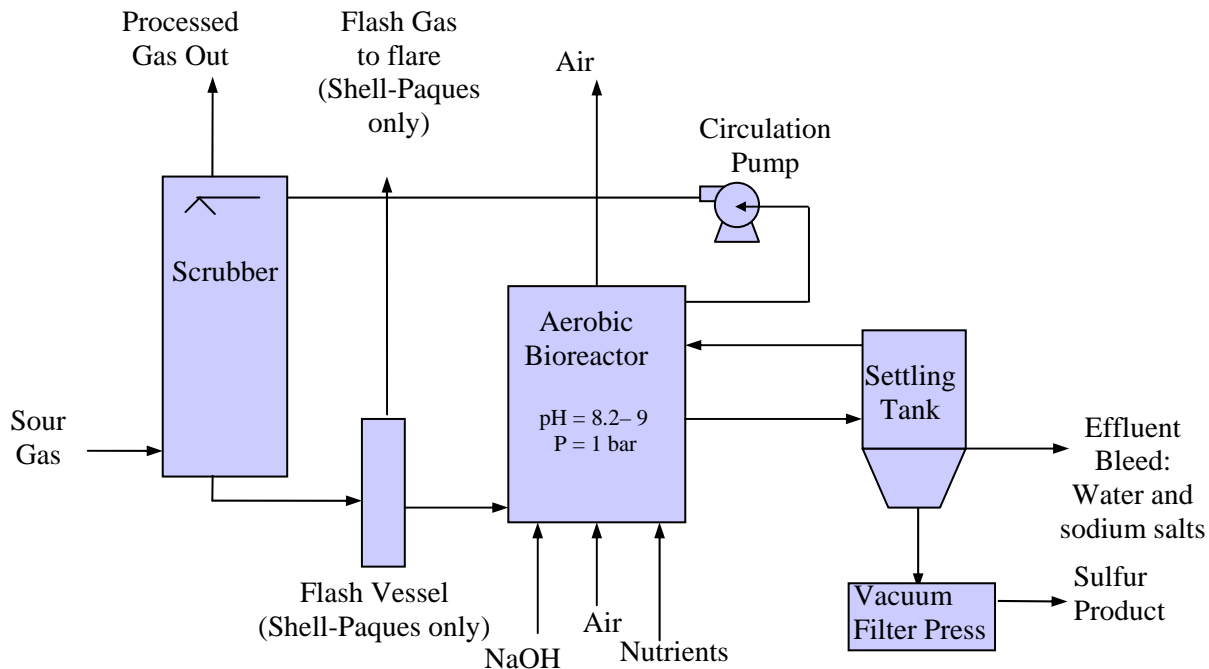 Processed
Gas Out
Flash Gas
to flare
(Shell-Paques
only)
Air
Circulation
Pump
Scrubber
Aerobic
Bioreactor
pH = 8.2– 9
P = 1 bar
Settling
Tank
Sour
Gas
Effluent
Bleed:
Water and
sodium salts
Flash Vessel
(Shell-Paques only)
NaOH
Air
Nutrients
Vacuum
Filter Press
Sulfur
Product